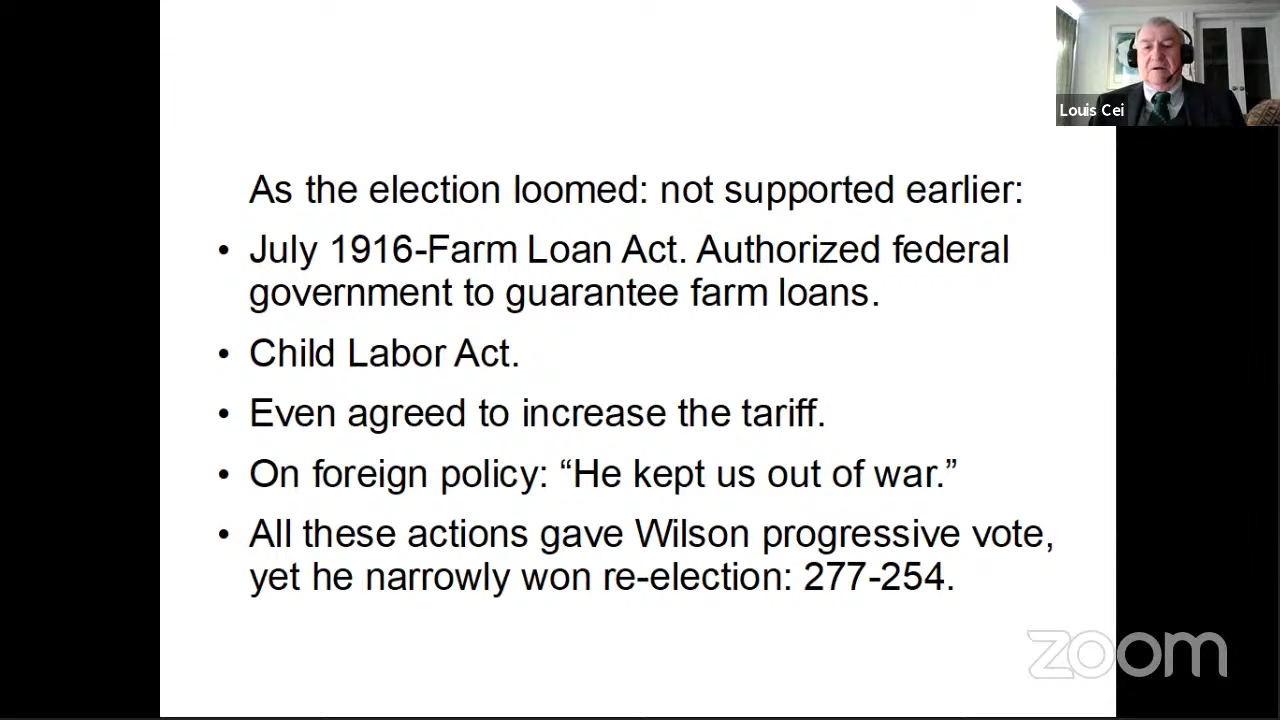 Louis Cei
As the election loomed: not supported earlier:
• July 1916-Farm Loan Act. Authorized federal
government to guarantee farm loans.
• Child Labor Act.
• Even agreed to increase the tariff.
• On foreign policy: “He kept us out of war.”
• All these actions gave Wilson progressive vote,
yet he narrowly won re-election: 277-254.
zoom